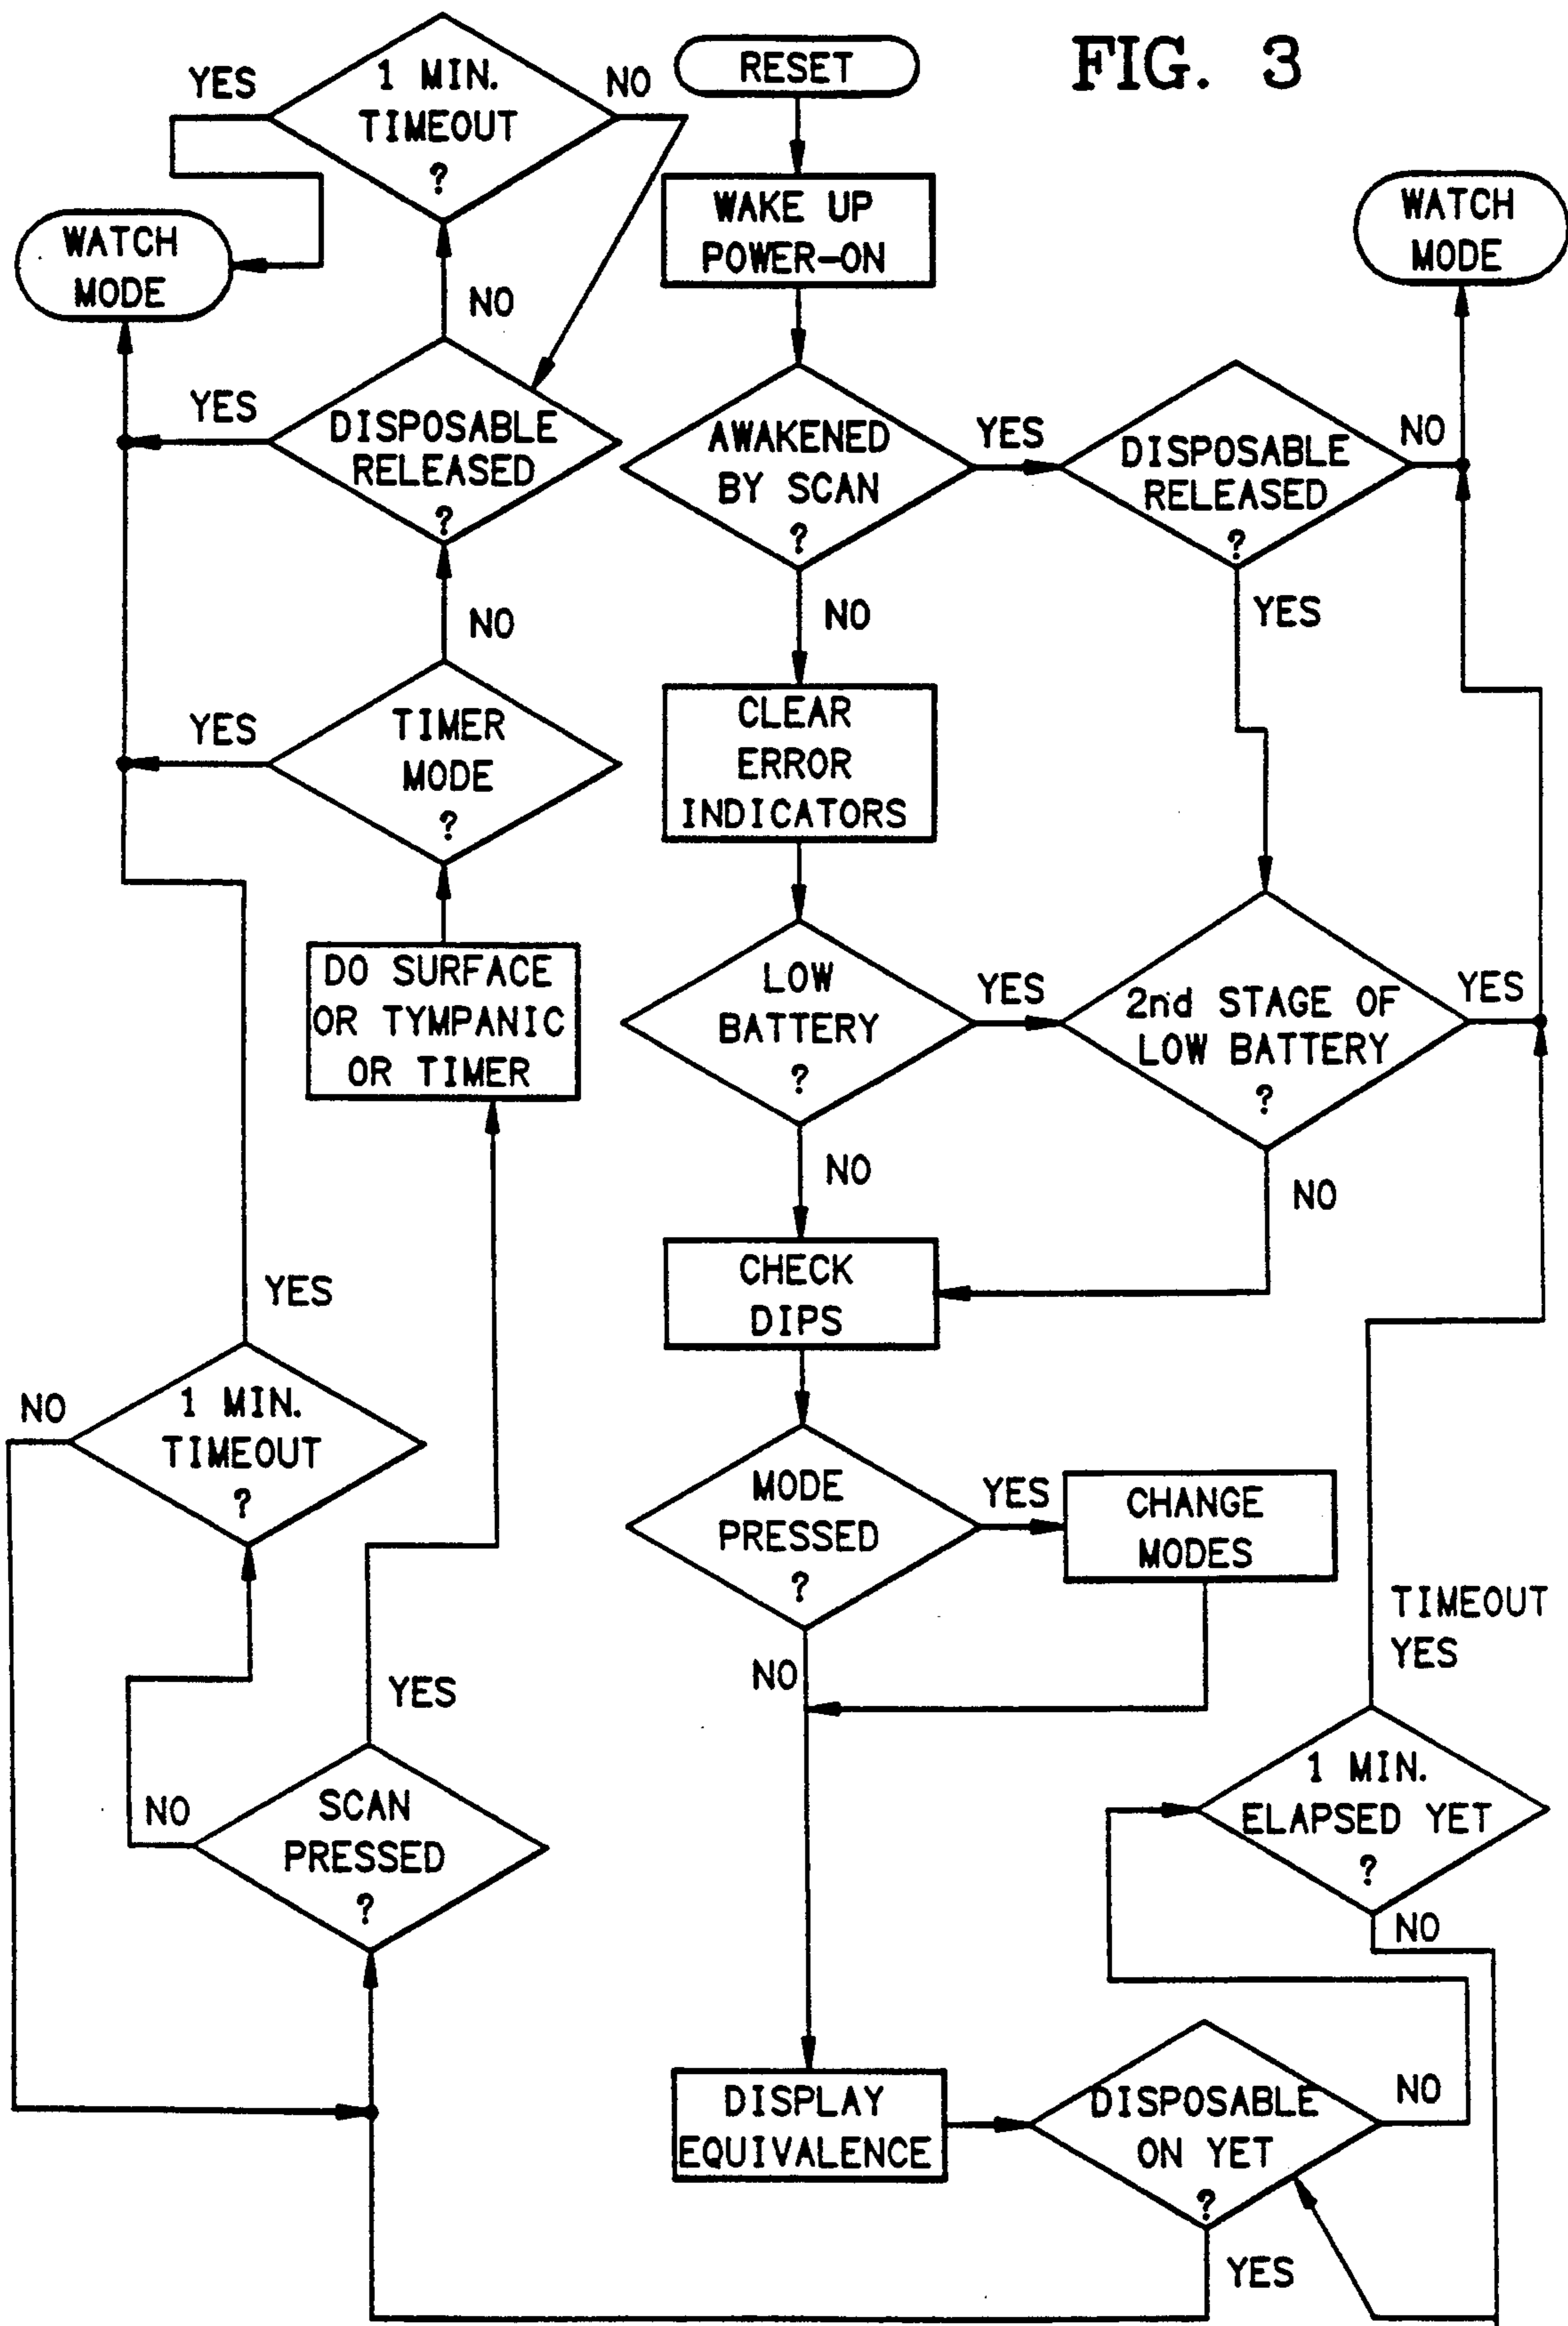 FIG. 3
RESET
WAKE UP
POWER-ON
AWAKENED
BY SCAN
?
YES
NO
DISPOSABLE
RELEASED
?
NO
YES
WATCH
MODE
CLEAR
ERROR
INDICATORS
LOW
BATTERY
?
YES
NO
2nd STAGE OF
LOW BATTERY
?
YES
NO
CHECK
DIPS
MODE
PRESSED
?
YES
NO
CHANGE
MODES
DISPLAY
EQUIVALENCE
DISPOSABLE
ON YET
?
NO
YES
1 MIN.
ELAPSED YET
?
TIMEOUT
YES
NO
SCAN
PRESSED
?
YES
NO
1 MIN.
TIMEOUT
?
YES
NO
DO SURFACE
OR TYMPANIC
OR TIMER
TIMER
MODE
?
YES
NO
DISPOSABLE
RELEASED
?
YES
NO
1 MIN.
TIMEOUT
?
YES
NO
WATCH
MODE